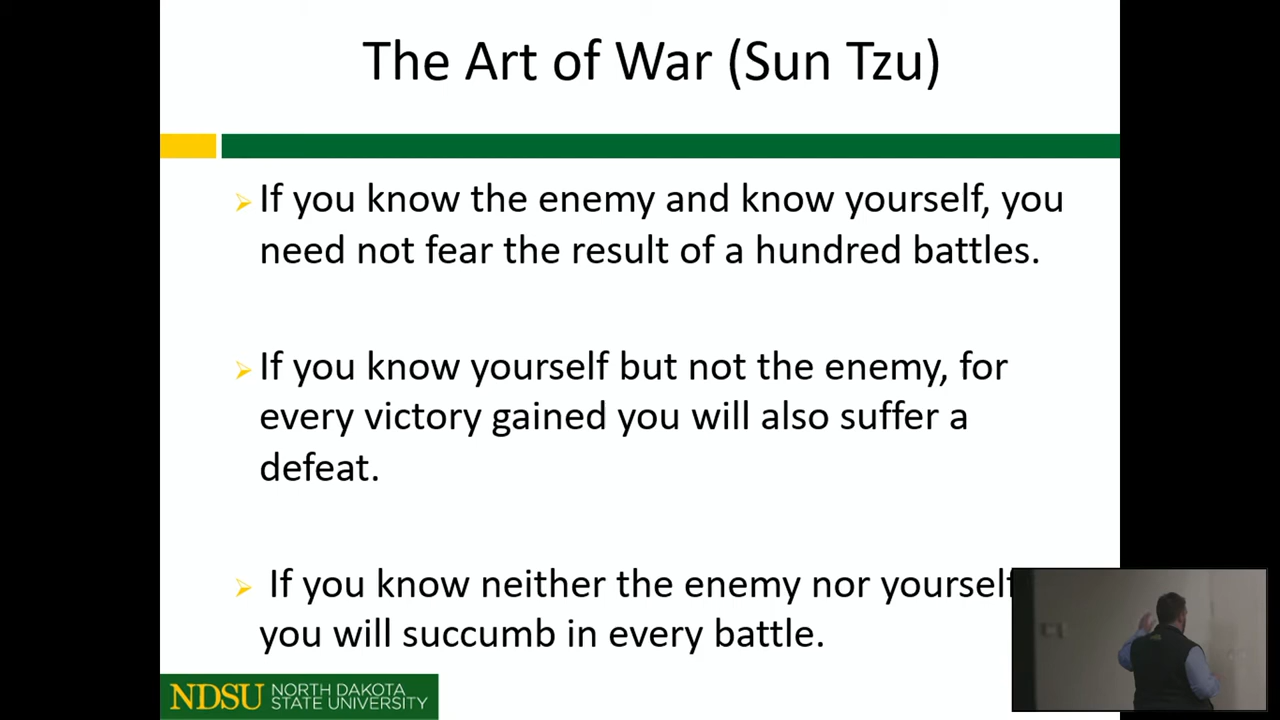 The Art of War (Sun Tzu)
If you know the enemy and know yourself, you
need not fear the result of a hundred battles.
If you know yourself but not the enemy, for
every victory gained you will also suffer a
defeat.
If you know neither the enemy nor yourself
you will succumb in every battle.
NDSU NORTH DAKOTA
STATE UNIVERSITY